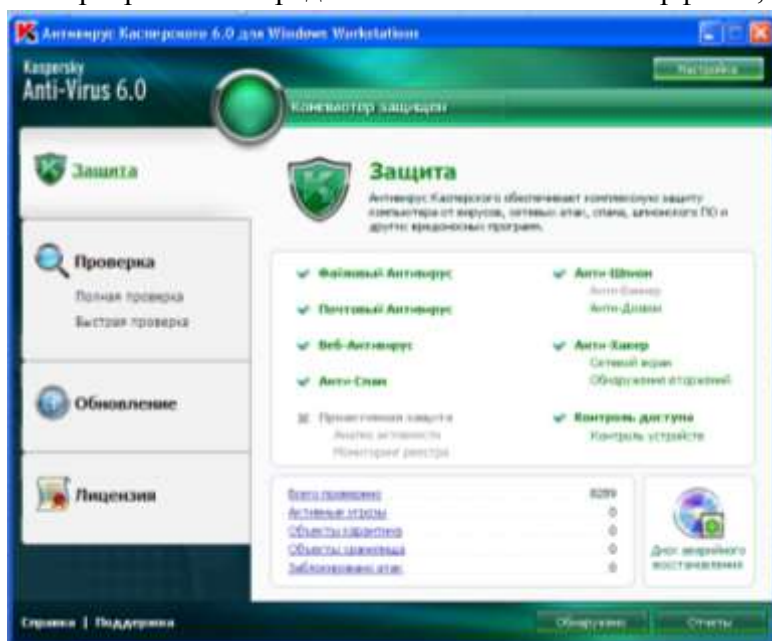 Антивирус Касперского 6.0 для Windows Workstations
Kaspersky
Anti-Virus 6.0
Настройка
Компьютер защищен
Защита
Проверка
Полная проверка
Быстрая проверка
Обновление
Лицензия
Защита
Антивирус Касперского обеспечивает комплексную защиту
компьютера от вирусов, сетевых атак, спама, шпионского ПО и
других вредоносных программ.
Файловый Антивирус
Почтовый Антивирус
Веб-Антивирус
Анти-Спам
Проактивная защита
Анализ активности
Мониторинг реестра
Анти-Шпион
Анти-Баннер
Анти-Дозвон
Анти-Хакер
Сетевой экран
Обнаружение вторжений
Контроль доступа
Контроль устройств
Всего проверено 8289
Активные угрозы 0
Объекты карантина 0
Объекты хранилища 0
Заблокировано атак 0
Диск аварийного
восстановления
Справка | Поддержка
Обнаружено
Отчеты